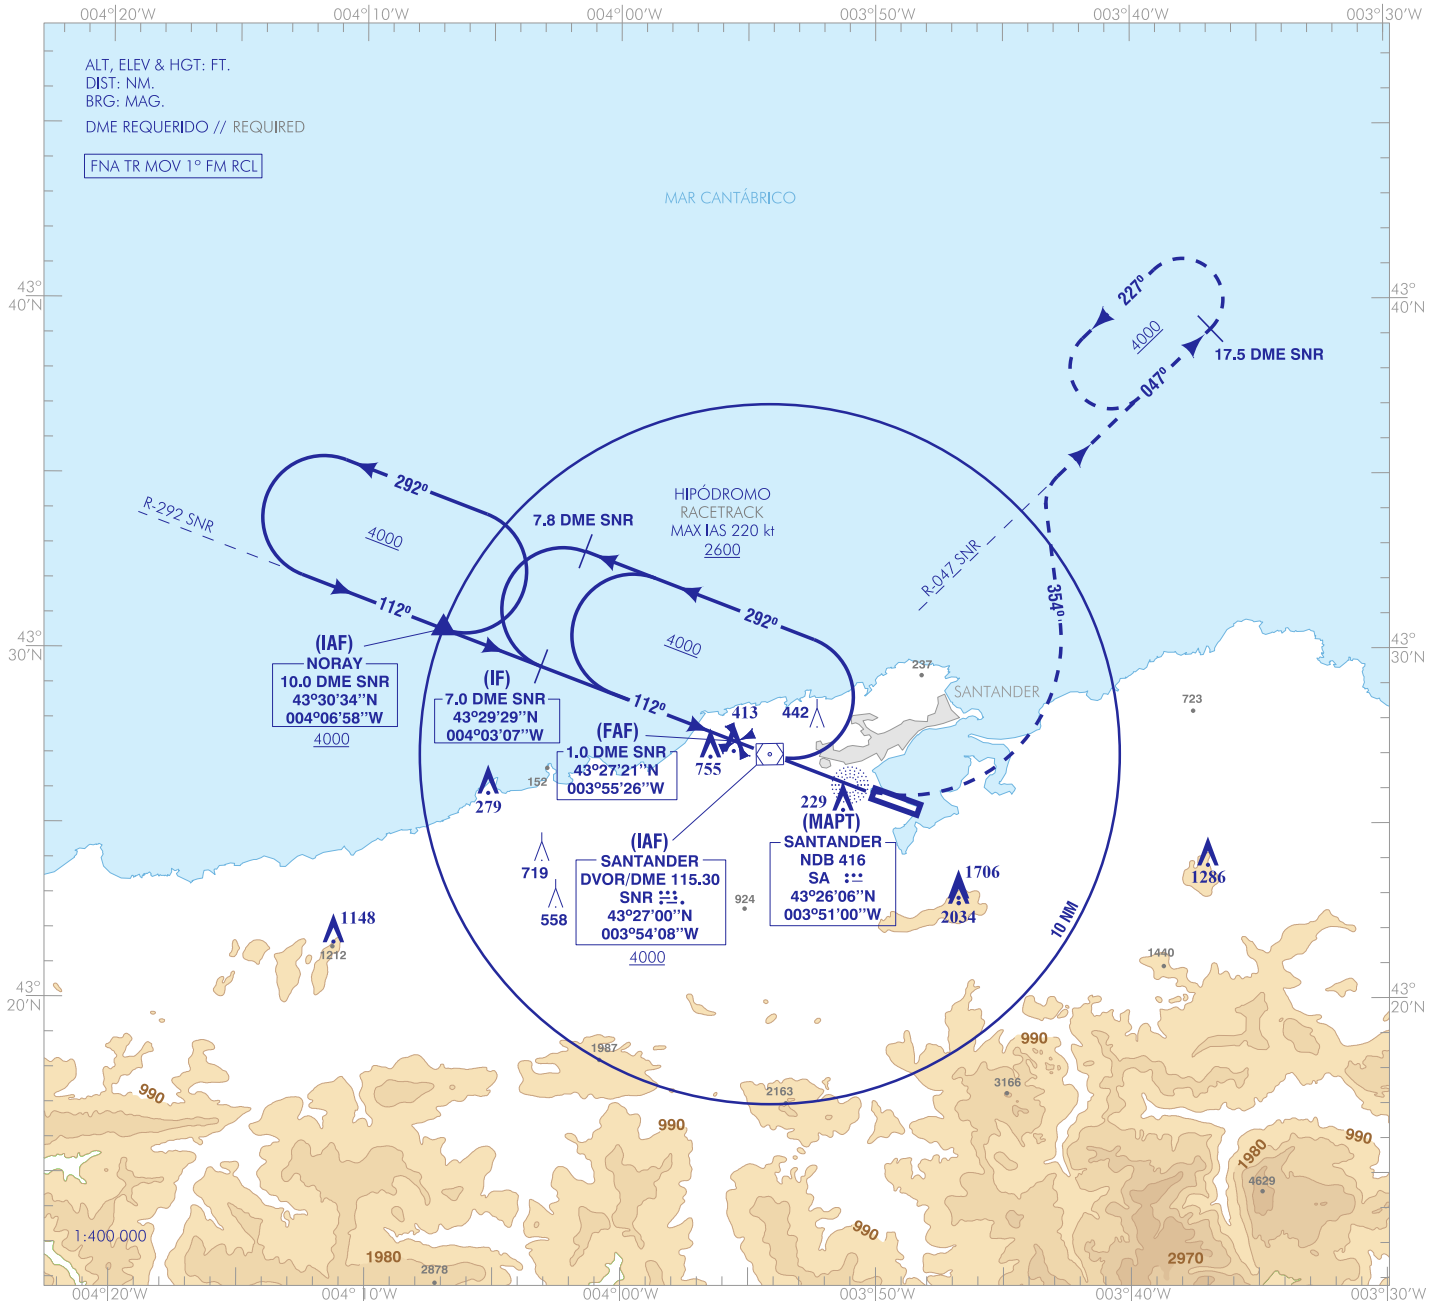 004°20'W
004°10'W
004°00'W
003°50'W
003°40'W
003°30'W
ALT, ELEV & HGT: FT.
DIST: NM.
BRG: MAG.
DME REQUERIDO // REQUIRED
FNA TR MOV 1° FM RCL
MAR CANTÁBRICO
43°
40'N
43°
40'N
227°
4000
17.5 DME SNR
047°
R-292 SNR
292°
4000
HIPÓDROMO
RACETRACK
MAX IAS 220 kt
2600
7.8 DME SNR
R-047 SNR
354°
112°
292°
4000
43°
30'N
43°
30'N
(IAF)
NORAY
10.0 DME SNR
43°30'34''N
004°06'58''W
4000
(IF)
7.0 DME SNR
43°29'29''N
004°03'07''W
112°
237
SANTANDER
723
413
442
(FAF)
1.0 DME SNR
43°27'21''N
003°55'26''W
755
152
279
229
(MAPT)
SANTANDER
NDB 416
SA
43°26'06''N
003°51'00''W
(IAF)
SANTANDER
DVOR/DME 115.30
SNR
43°27'00''N
003°54'08''W
4000
719
558
924
1706
2034
1286
10 NM
1148
1212
1440
43°
20'N
43°
20'N
990
1987
2163
3166
990
990
990
1980
4629
990
990
1:400 000
1980
2878
2970
004°20'W
004°10'W
004°00'W
003°50'W
003°40'W
003°30'W